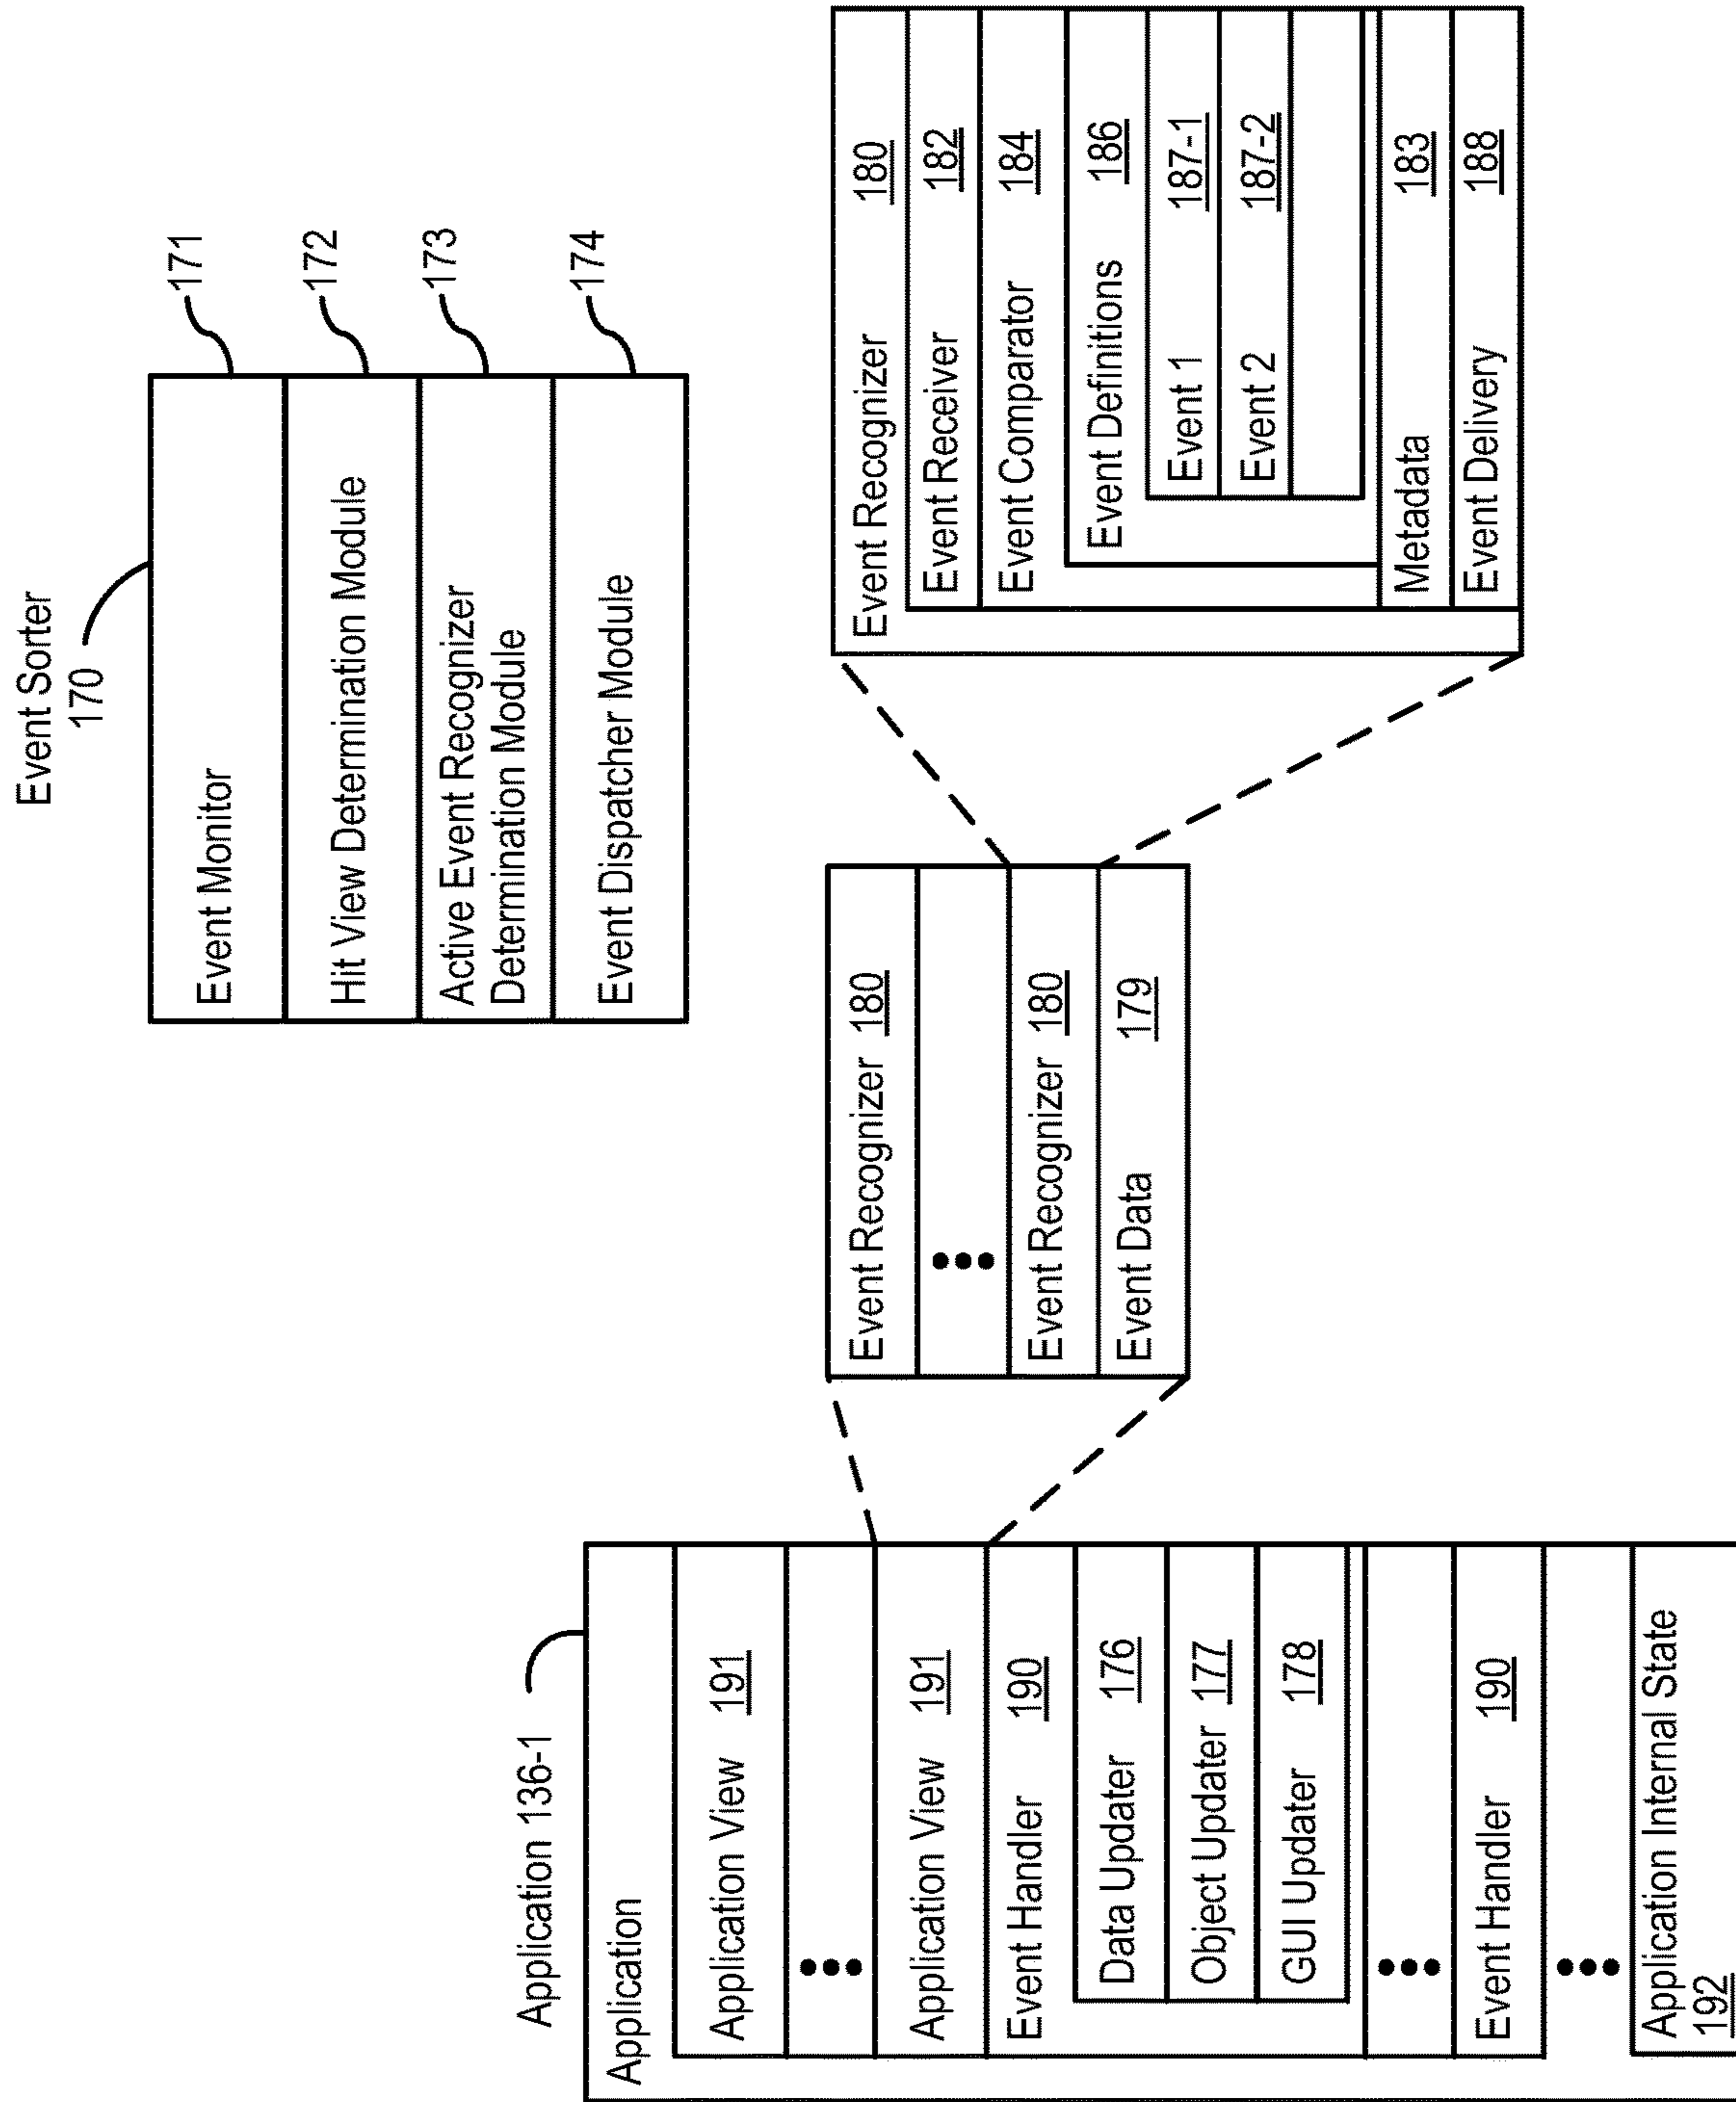 Event Sorter
170
Event Monitor
171
Hit View Determination Module
172
Active Event Recognizer
Determination Module
173
Event Dispatcher Module
174
Application 136-1
Application
Application View 191
Application View 191
Event Handler 190
Data Updater 176
Object Updater 177
GUI Updater 178
Event Handler 190
Application Internal State
192
Event Recognizer 180
Event Recognizer 180
Event Data 179
Event Recognizer 180
Event Receiver 182
Event Comparator 184
Event Definitions 186
Event 1 187-1
Event 2 187-2
Metadata 183
Event Delivery 188